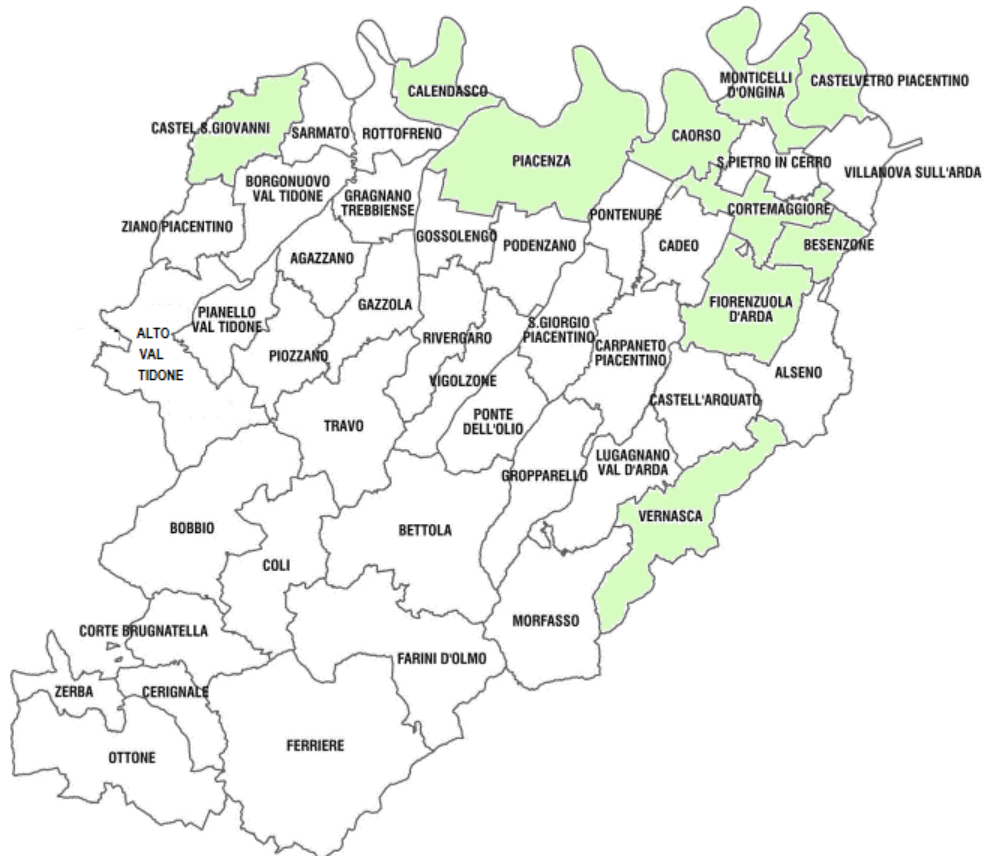 MONTICELLI
D'ONGINA
CASTELVETRO PIACENTINO
CALENDASCO
CASTEL S.GIOVANNI
SARMATO
ROTTOFRENO
CAORSO
PIACENZA
S.PIETRO IN CERRO
VILLANOVA SULL'ARDA
BORGONUOVO
VAL TIDONE
GRAGNANO
TREBBIENSE
ZIANO PIACENTINO
GOSSOLENGO
PODENZANO
PONTENURE
CADEO
CORTEMAGGIORE
BESENZONE
AGAZZANO
GAZZOLA
FIORENZUOLA
D'ARDA
PIANELLO
VAL TIDONE
ALTO
VAL
TIDONE
PIOZZANO
RIVERGARO
S.GIORGIO
PIACENTINO
CARPANETO
PIACENTINO
VIGOLZONE
ALSENO
CASTELL'ARQUATO
TRAVO
PONTE
DELL'OLIO
GROPPARELLO
LUGAGNANO
VAL D'ARDA
VERNASCA
BOBBIO
BETTOLA
COLI
MORFASSO
CORTE BRUGNATELLA
FARINI D'OLMO
ZERBA
CERIGNALE
OTTONE
FERRIERE